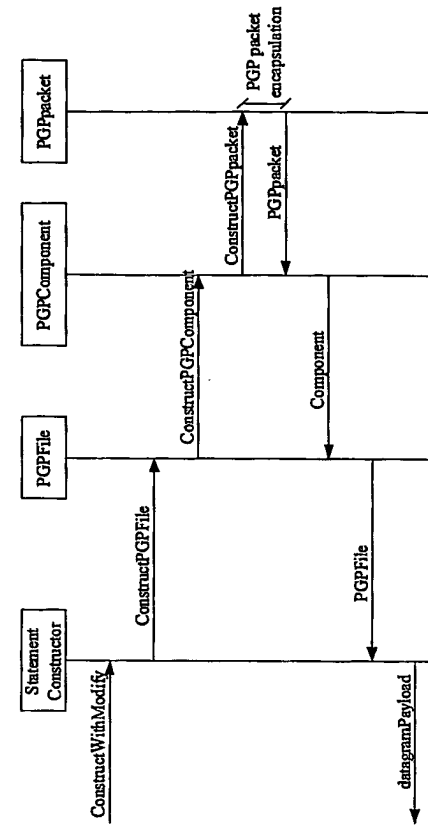 Statement
Constructor
PGPFile
PGPComponent
PGPpacket
ConstructWithModify
ConstructPGPFile
ConstructPGPComponent
ConstructPGPpacket
PGP packet
encapsulation
PGPpacket
Component
PGPFile
datagramPayload